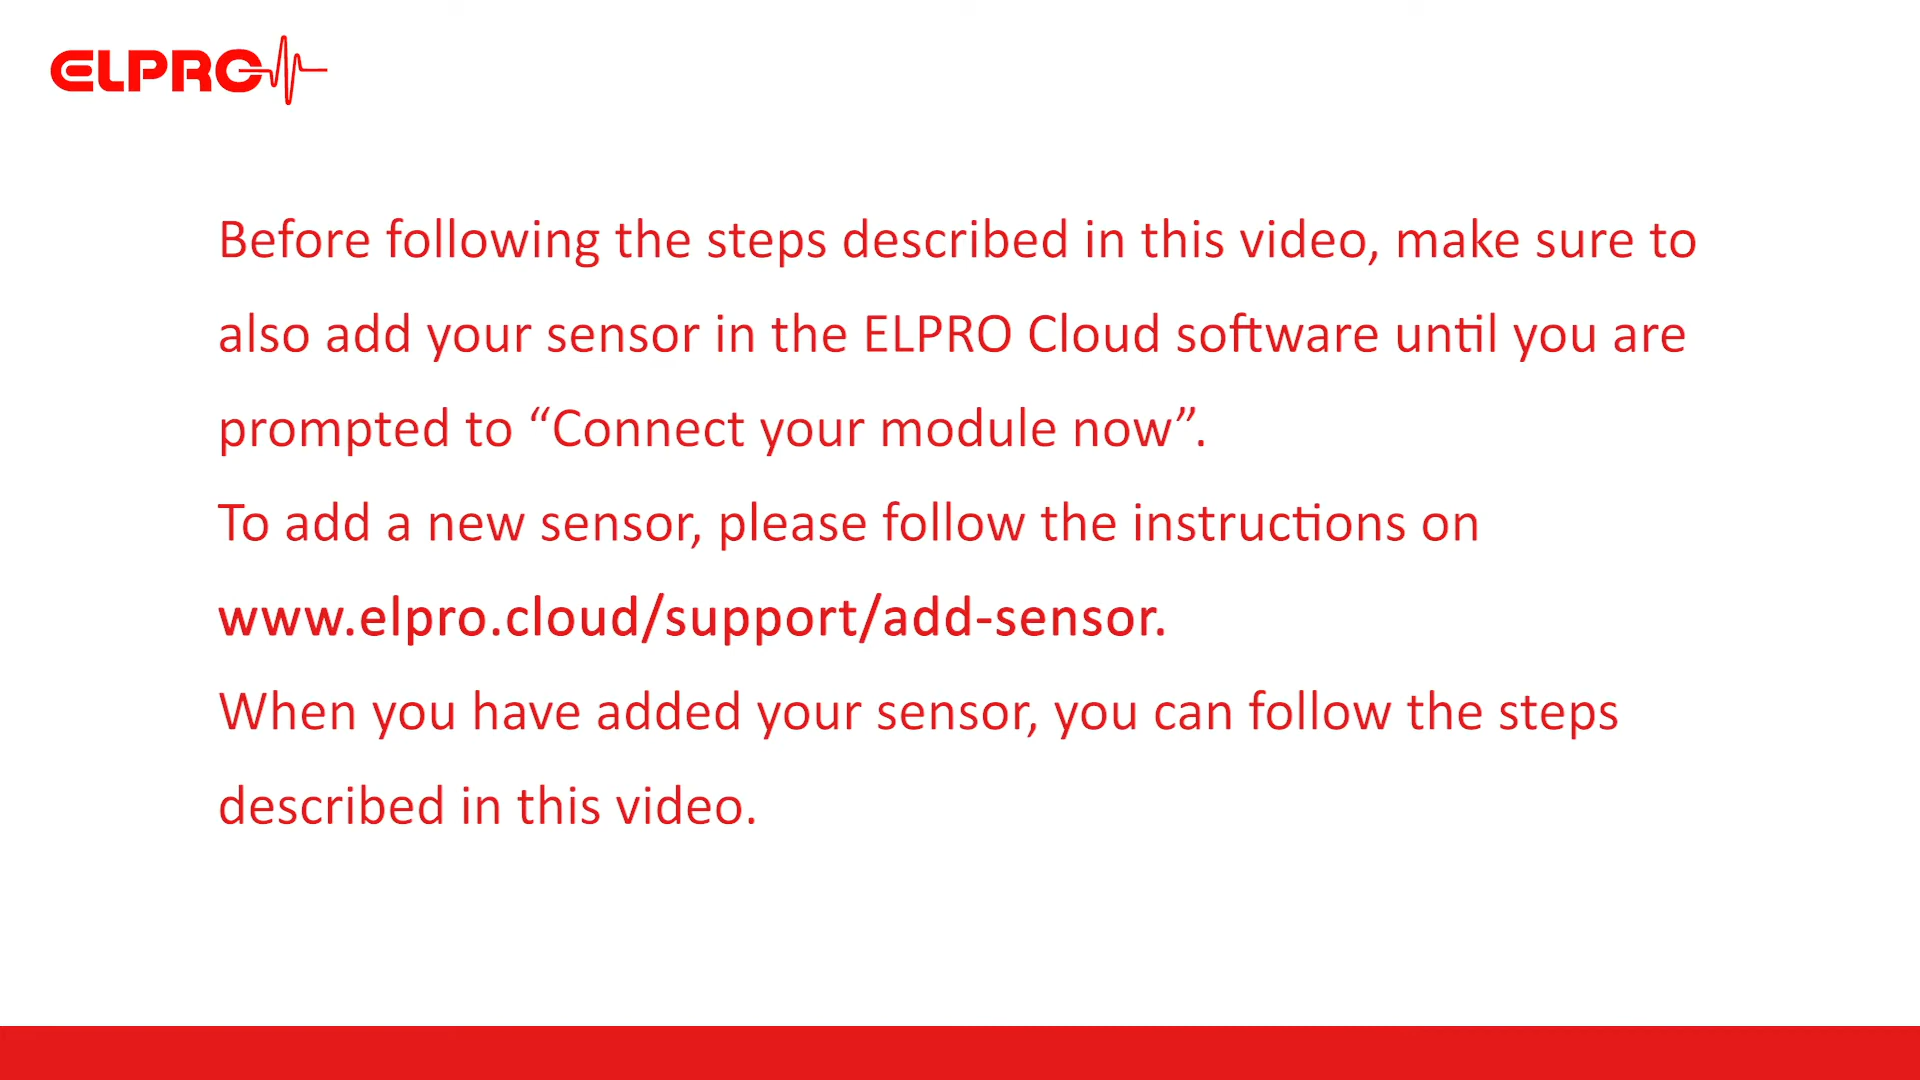 ELPRO
Before following the steps described in this video, make sure to
also add your sensor in the ELPRO Cloud software until you are
prompted to “Connect your module now”.
To add a new sensor, please follow the instructions on
www.elpro.cloud/support/add-sensor.
When you have added your sensor, you can follow the steps
described in this video.